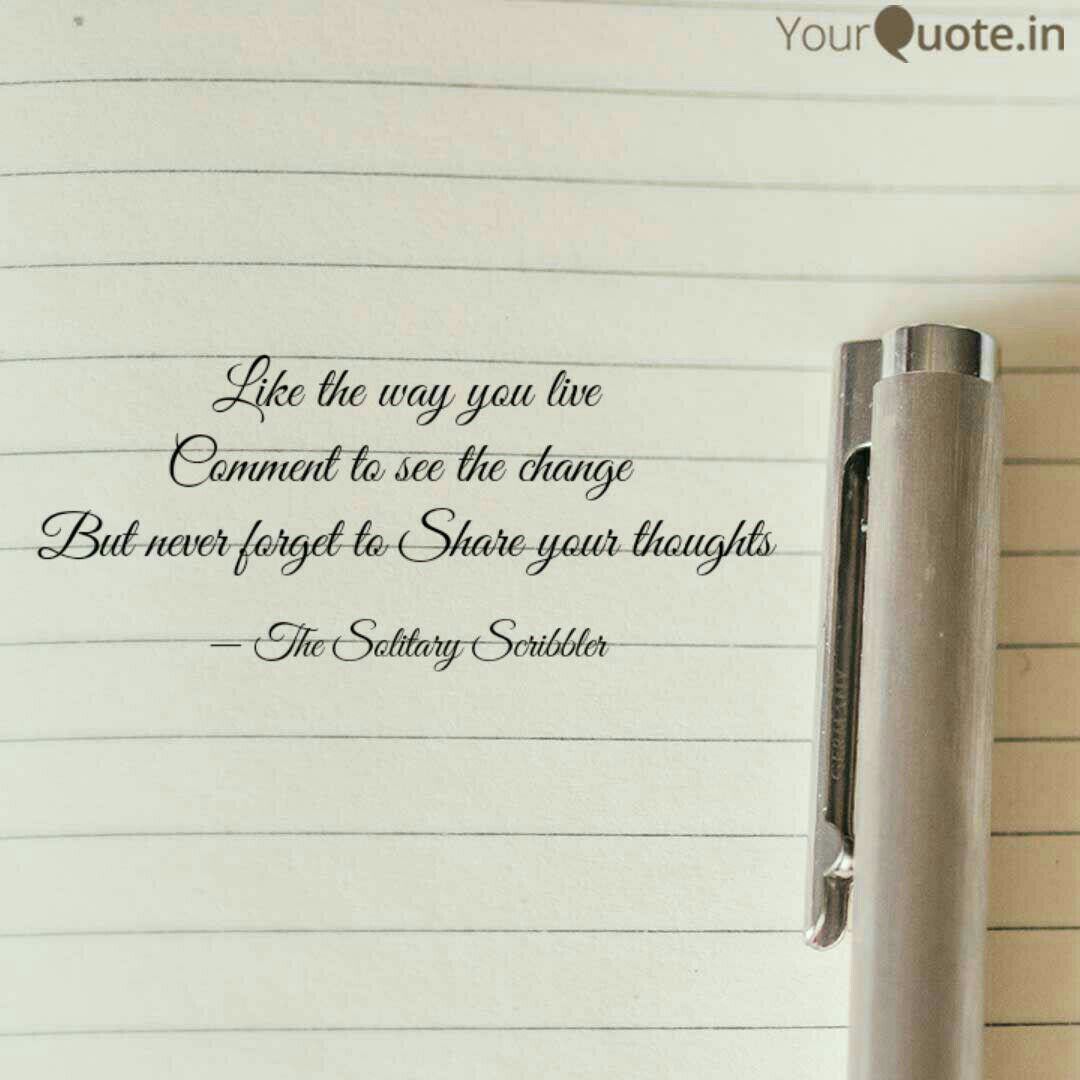 YourQuote.in
Like the way you live
Comment to see the change
But never forget to Share your thoughts
— The Solitary Scribbler
GERMANY